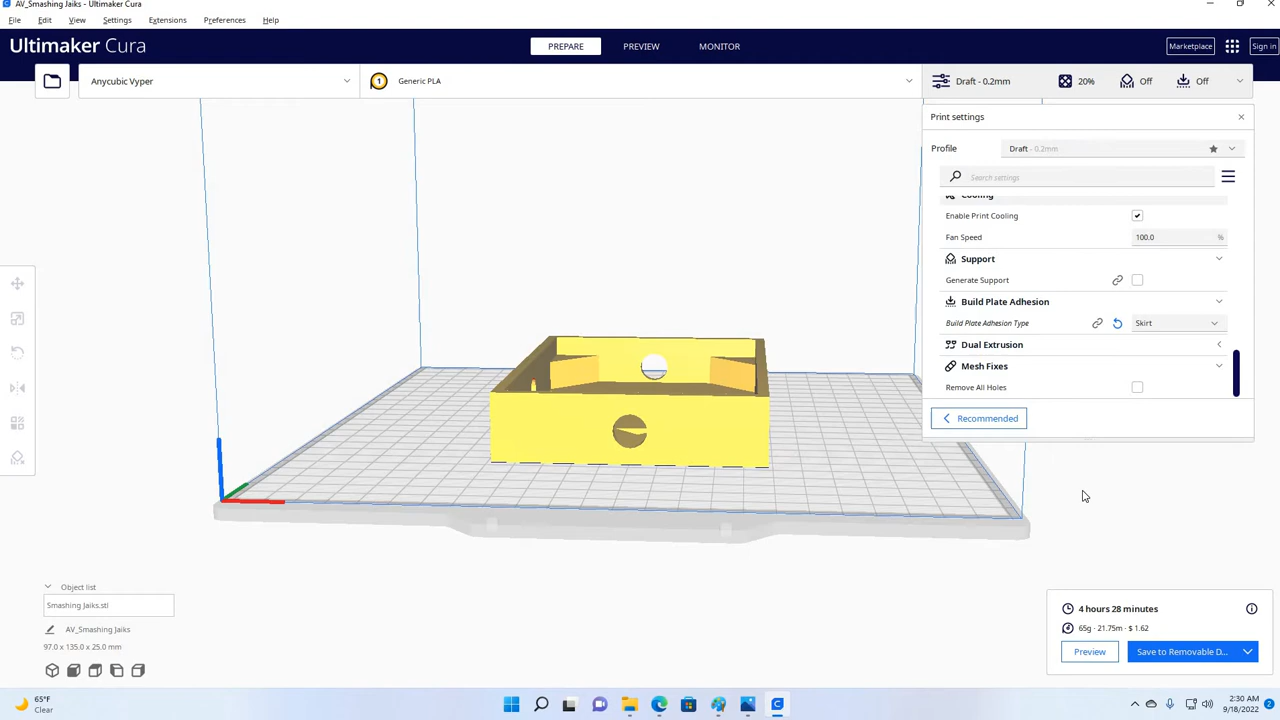 AV_Smashing Jaiks - Ultimaker Cura
File Edit View Settings Extensions Preferences Help
Ultimaker Cura PREPARE PREVIEW MONITOR Marketplace Sign in
Anycubic Vyper 1 Generic PLA Draft - 0.2mm 20% Off Off
Print settings
Profile Draft - 0.2mm
Search settings
Cooling
Enable Print Cooling
Fan Speed 100.0 %
Support
Generate Support
Build Plate Adhesion
Build Plate Adhesion Type Skirt
Dual Extrusion
Mesh Fixes
Remove All Holes
Recommended
Object list
Smashing Jaiks.stl
AV_Smashing Jaiks
97.0 x 135.0 x 25.0 mm
4 hours 28 minutes
65g · 21.75m · $ 1.62
Preview Save to Removable D...
65°F
Clear
2:30 AM
9/18/2022
2